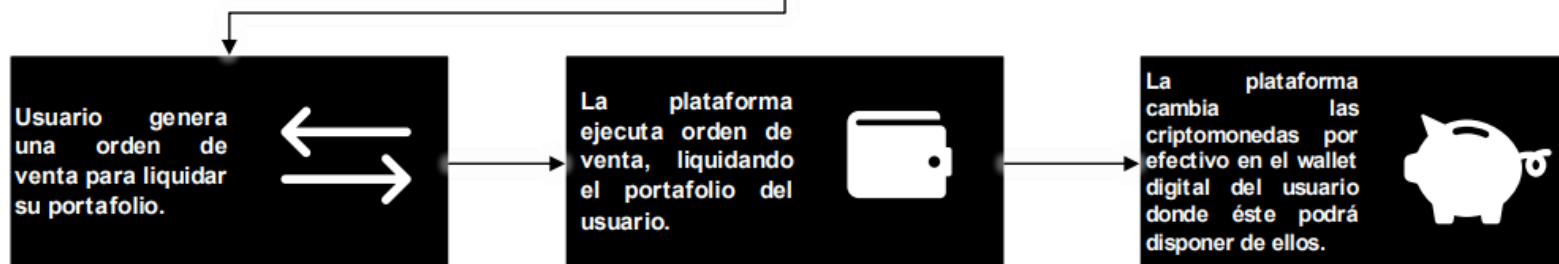 Usuario genera
una orden de
venta para liquidar
su portafolio.
La plataforma
ejecuta orden de
venta, liquidando
el portafolio del
usuario.
La plataforma
cambia las
criptomonedas por
efectivo en el wallet
digital del usuario
donde éste podrá
disponer de ellos.